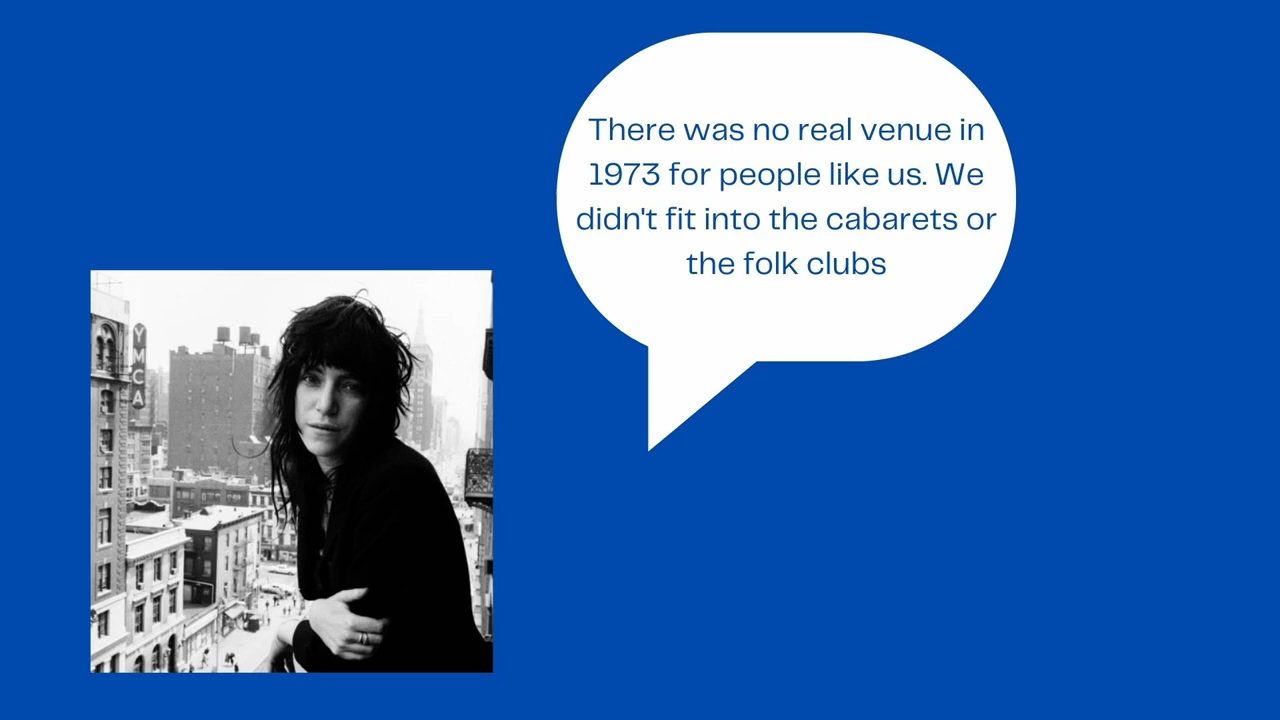 There was no real venue in
1973 for people like us. We
didn't fit into the cabarets or
the folk clubs
YMCA